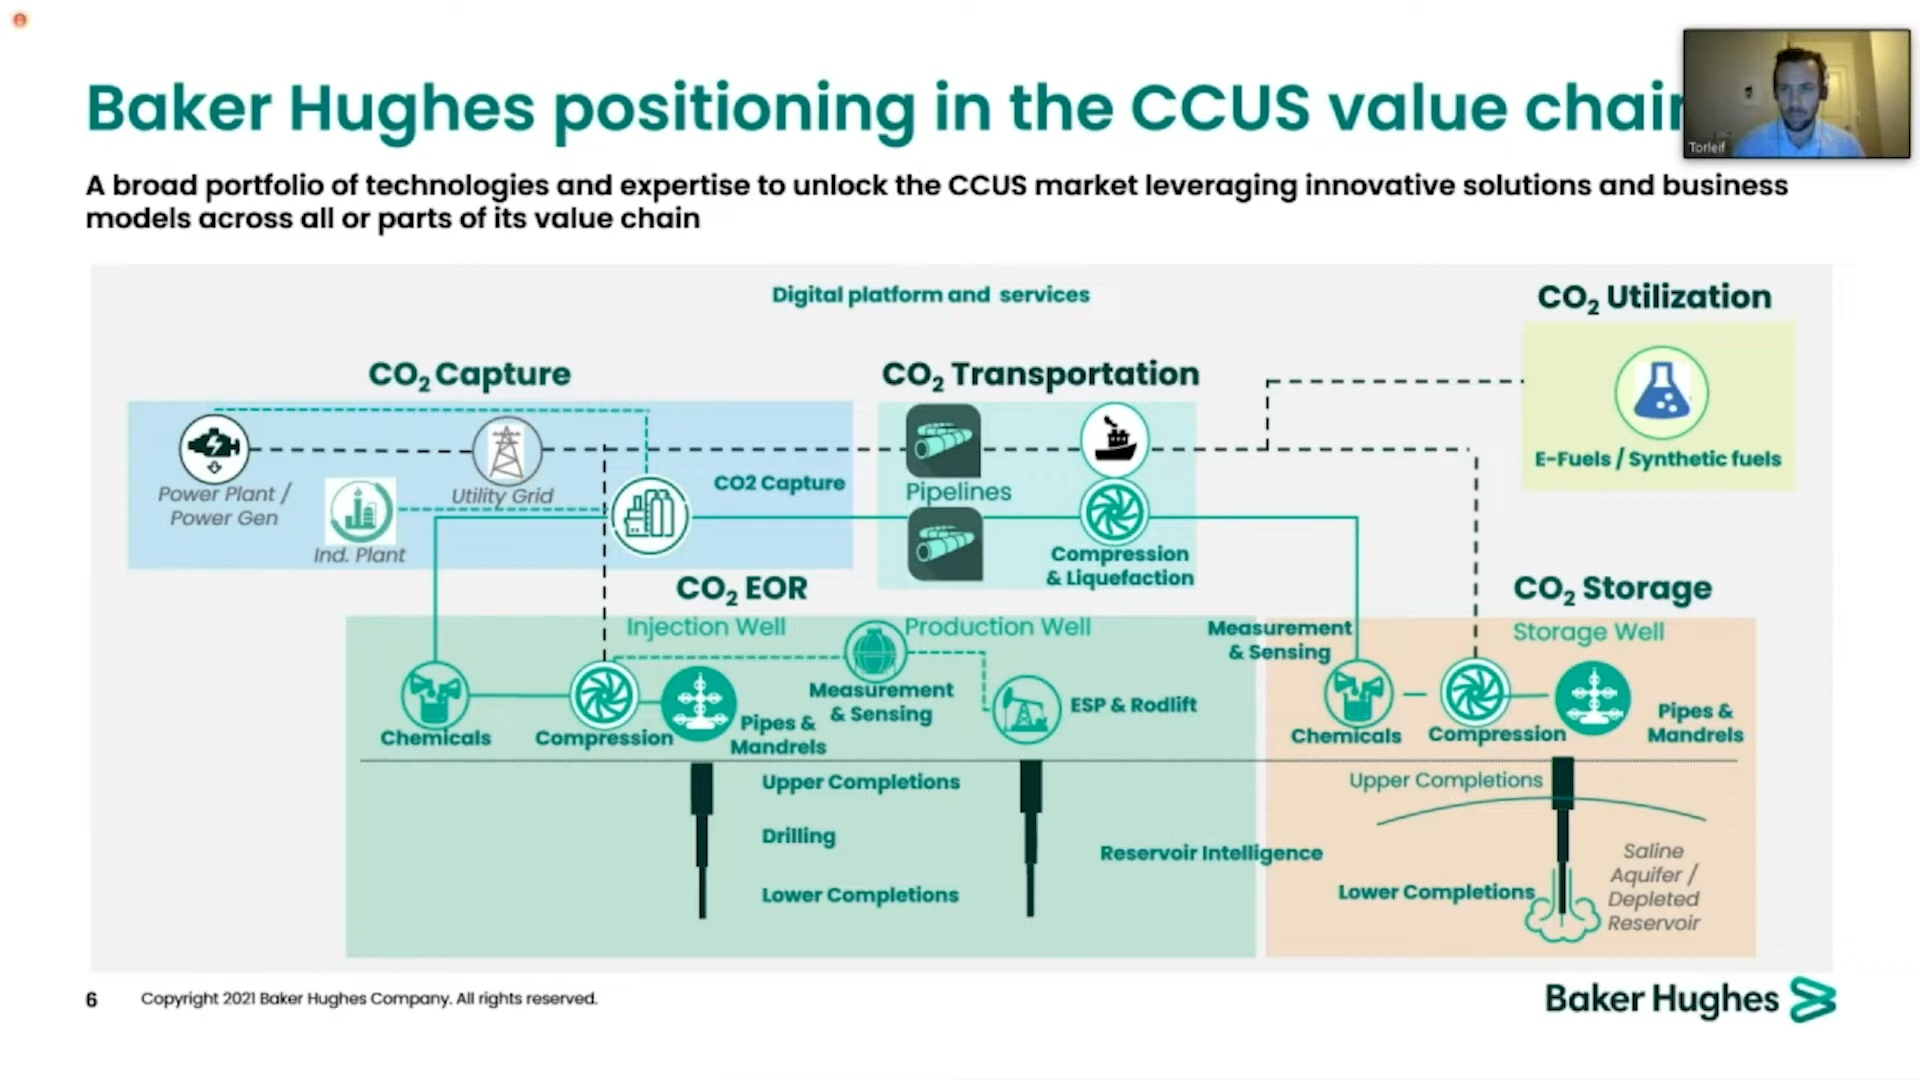 Baker Hughes positioning in the CCUS value chain
Torleif
A broad portfolio of technologies and expertise to unlock the CCUS market leveraging innovative solutions and business
models across all or parts of its value chain
Digital platform and services
CO₂ Utilization
E-Fuels / Synthetic fuels
CO₂ Capture
Power Plant /
Power Gen
Utility Grid
Ind. Plant
CO2 Capture
CO₂ Transportation
Pipelines
Compression
& Liquefaction
CO₂ EOR
Injection Well
Production Well
Chemicals
Compression
Pipes &
Mandrels
Measurement
& Sensing
ESP & Rodlift
Upper Completions
Drilling
Lower Completions
Reservoir Intelligence
CO₂ Storage
Storage Well
Measurement
& Sensing
Chemicals
Compression
Pipes &
Mandrels
Upper Completions
Lower Completions
Saline
Aquifer /
Depleted
Reservoir
6
Copyright 2021 Baker Hughes Company. All rights reserved.
Baker Hughes